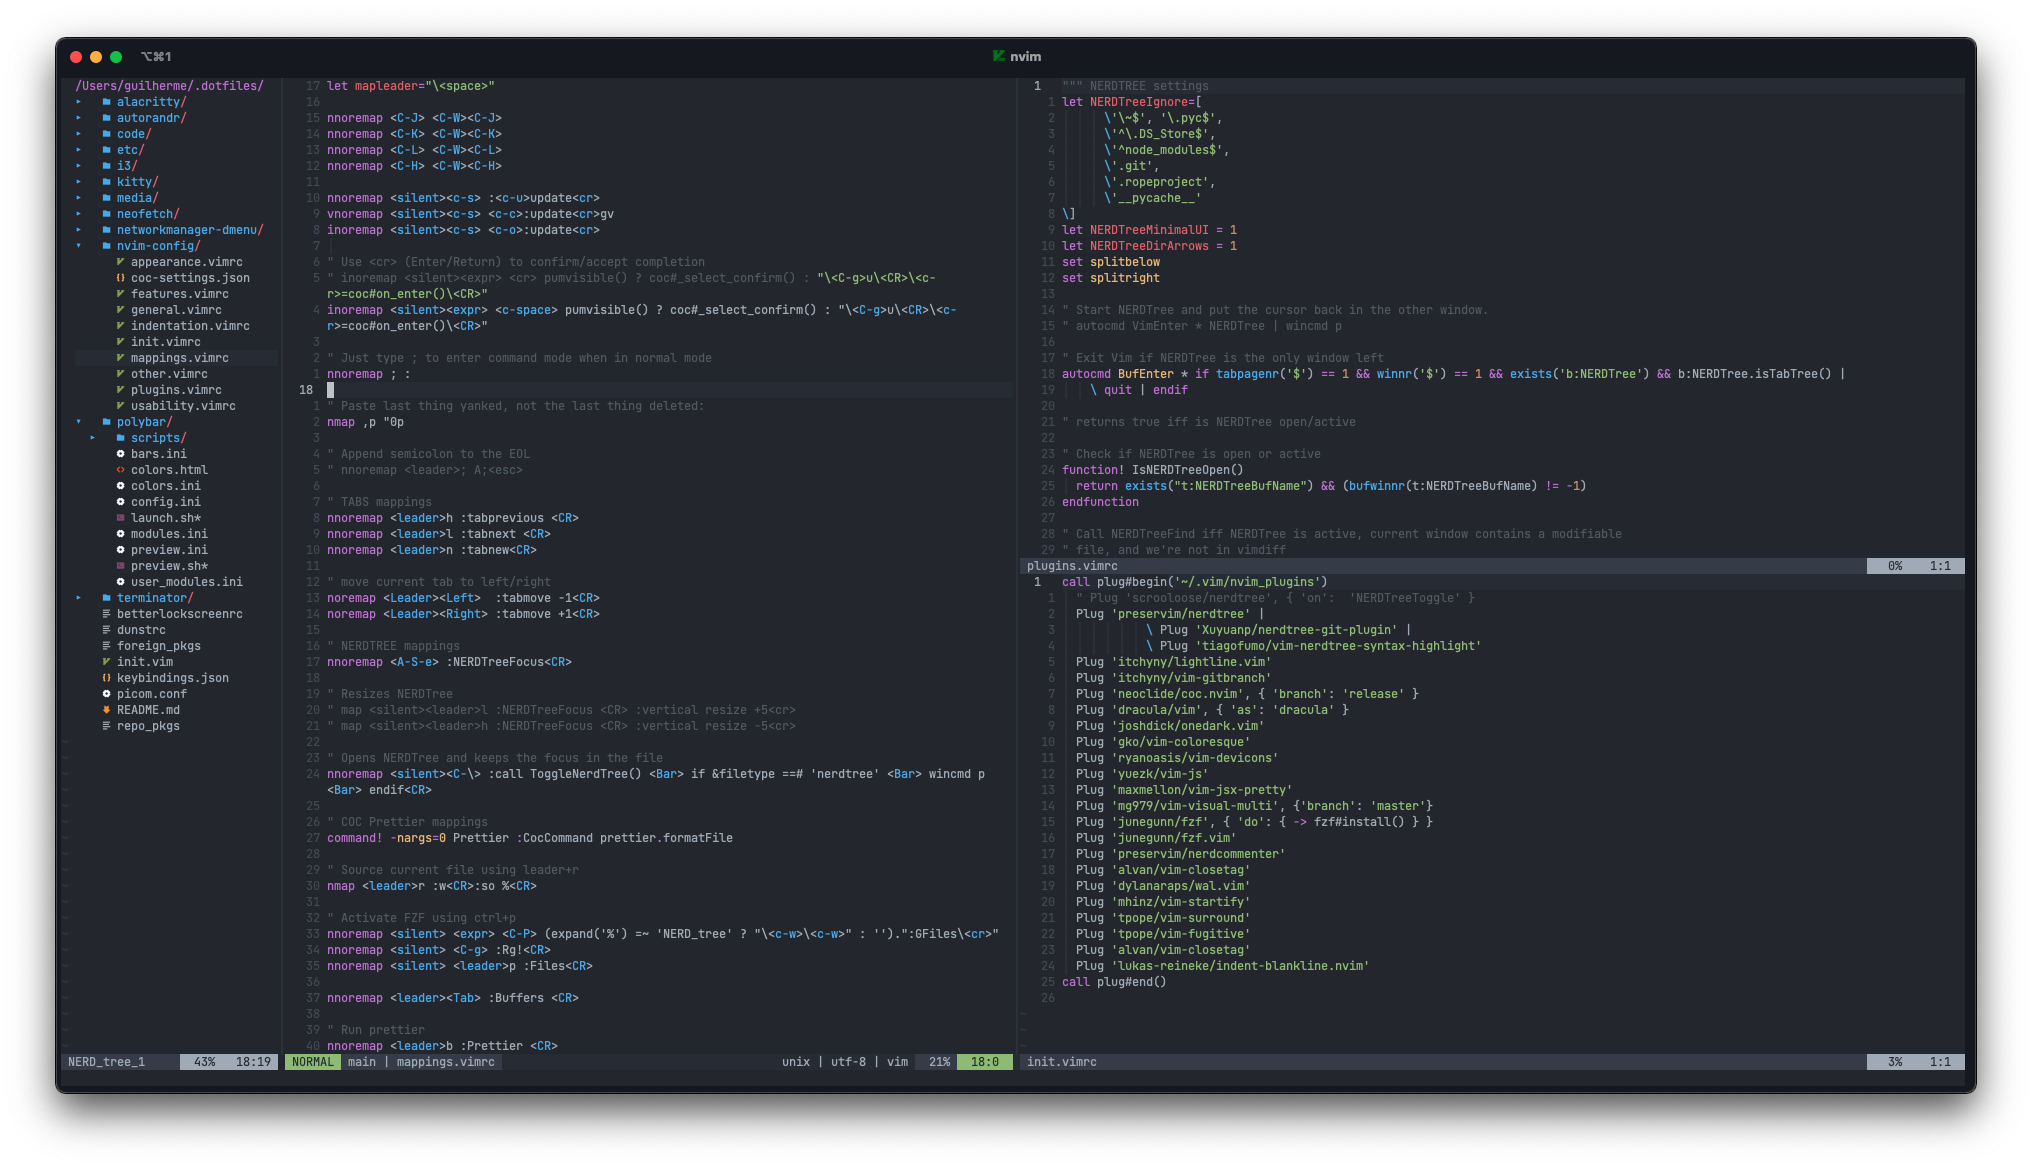 ⌥⌘1
nvim
/Users/guilherme/.dotfiles/
alacritty/
autorandr/
code/
etc/
i3/
kitty/
media/
neofetch/
networkmanager-dmenu/
nvim-config/
appearance.vimrc
coc-settings.json
features.vimrc
general.vimrc
indentation.vimrc
init.vimrc
mappings.vimrc
other.vimrc
plugins.vimrc
usability.vimrc
polybar/
scripts/
bars.ini
colors.html
colors.ini
config.ini
launch.sh*
modules.ini
preview.ini
preview.sh*
user_modules.ini
terminator/
betterlockscreenrc
dunstrc
foreign_pkgs
init.vim
keybindings.json
picom.conf
README.md
repo_pkgs
NERD_tree_1 43% 18:19
17 let mapleader="\<space>"
16
15 nnoremap <C-J> <C-W><C-J>
14 nnoremap <C-K> <C-W><C-K>
13 nnoremap <C-L> <C-W><C-L>
12 nnoremap <C-H> <C-W><C-H>
11
10 nnoremap <silent><c-s> :<c-u>update<cr>
9 vnoremap <silent><c-s> <c-c>:update<cr>gv
8 inoremap <silent><c-s> <c-o>:update<cr>
7
6 " Use <cr> (Enter/Return) to confirm/accept completion
5 " inoremap <silent><expr> <cr> pumvisible() ? coc#_select_confirm() : "\<C-g>u\<CR>\<c-
r>=coc#on_enter()\<CR>"
4 inoremap <silent><expr> <c-space> pumvisible() ? coc#_select_confirm() : "\<C-g>u\<CR>\<c-
r>=coc#on_enter()\<CR>"
3
2 " Just type ; to enter command mode when in normal mode
1 nnoremap ; :
18
1 " Paste last thing yanked, not the last thing deleted:
2 nmap ,p "0p
3
4 " Append semicolon to the EOL
5 " nnoremap <leader>; A;<esc>
6
7 " TABS mappings
8 nnoremap <leader>h :tabprevious <CR>
9 nnoremap <leader>l :tabnext <CR>
10 nnoremap <leader>n :tabnew<CR>
11
12 " move current tab to left/right
13 noremap <Leader><Left>  :tabmove -1<CR>
14 noremap <Leader><Right> :tabmove +1<CR>
15
16 " NERDTREE mappings
17 nnoremap <A-S-e> :NERDTreeFocus<CR>
18
19 " Resizes NERDTree
20 " map <silent><leader>l :NERDTreeFocus <CR> :vertical resize +5<cr>
21 " map <silent><leader>h :NERDTreeFocus <CR> :vertical resize -5<cr>
22
23 " Opens NERDTree and keeps the focus in the file
24 nnoremap <silent><C-\> :call ToggleNerdTree() <Bar> if &filetype ==# 'nerdtree' <Bar> wincmd p
<Bar> endif<CR>
25
26 " COC Prettier mappings
27 command! -nargs=0 Prettier :CocCommand prettier.formatFile
28
29 " Source current file using leader+r
30 nmap <leader>r :w<CR>:so %<CR>
31
32 " Activate FZF using ctrl+p
33 nnoremap <silent> <expr> <C-P> (expand('%') =~ 'NERD_tree' ? "\<c-w>\<c-w>" : '').":GFiles\<cr>"
34 nnoremap <silent> <C-g> :Rg!<CR>
35 nnoremap <silent> <leader>p :Files<CR>
36
37 nnoremap <leader><Tab> :Buffers <CR>
38
39 " Run prettier
40 nnoremap <leader>b :Prettier <CR>
NORMAL main | mappings.vimrc unix | utf-8 | vim 21% 18:0
1 """ NERDTREE settings
1 let NERDTreeIgnore=[
2 \'\~$', '\.pyc$',
3 \'^\.DS_Store$',
4 \'^node_modules$',
5 \'.git',
6 \'.ropeproject',
7 \'__pycache__'
8 \]
9 let NERDTreeMinimalUI = 1
10 let NERDTreeDirArrows = 1
11 set splitbelow
12 set splitright
13
14 " Start NERDTree and put the cursor back in the other window.
15 " autocmd VimEnter * NERDTree | wincmd p
16
17 " Exit Vim if NERDTree is the only window left
18 autocmd BufEnter * if tabpagenr('$') == 1 && winnr('$') == 1 && exists('b:NERDTree') && b:NERDTree.isTabTree() |
19 \ quit | endif
20
21 " returns true iff is NERDTree open/active
22
23 " Check if NERDTree is open or active
24 function! IsNERDTreeOpen()
25 return exists("t:NERDTreeBufName") && (bufwinnr(t:NERDTreeBufName) != -1)
26 endfunction
27
28 " Call NERDTreeFind iff NERDTree is active, current window contains a modifiable
29 " file, and we're not in vimdiff
plugins.vimrc 0% 1:1
1 call plug#begin('~/.vim/nvim_plugins')
1 " Plug 'scrooloose/nerdtree', { 'on':  'NERDTreeToggle' }
2 Plug 'preservim/nerdtree' |
3 \ Plug 'Xuyuanp/nerdtree-git-plugin' |
4 \ Plug 'tiagofumo/vim-nerdtree-syntax-highlight'
5 Plug 'itchyny/lightline.vim'
6 Plug 'itchyny/vim-gitbranch'
7 Plug 'neoclide/coc.nvim', { 'branch': 'release' }
8 Plug 'dracula/vim', { 'as': 'dracula' }
9 Plug 'joshdick/onedark.vim'
10 Plug 'gko/vim-coloresque'
11 Plug 'ryanoasis/vim-devicons'
12 Plug 'yuezk/vim-js'
13 Plug 'maxmellon/vim-jsx-pretty'
14 Plug 'mg979/vim-visual-multi', {'branch': 'master'}
15 Plug 'junegunn/fzf', { 'do': { -> fzf#install() } }
16 Plug 'junegunn/fzf.vim'
17 Plug 'preservim/nerdcommenter'
18 Plug 'alvan/vim-closetag'
19 Plug 'dylanaraps/wal.vim'
20 Plug 'mhinz/vim-startify'
21 Plug 'tpope/vim-surround'
22 Plug 'tpope/vim-fugitive'
23 Plug 'alvan/vim-closetag'
24 Plug 'lukas-reineke/indent-blankline.nvim'
25 call plug#end()
26
init.vimrc 3% 1:1